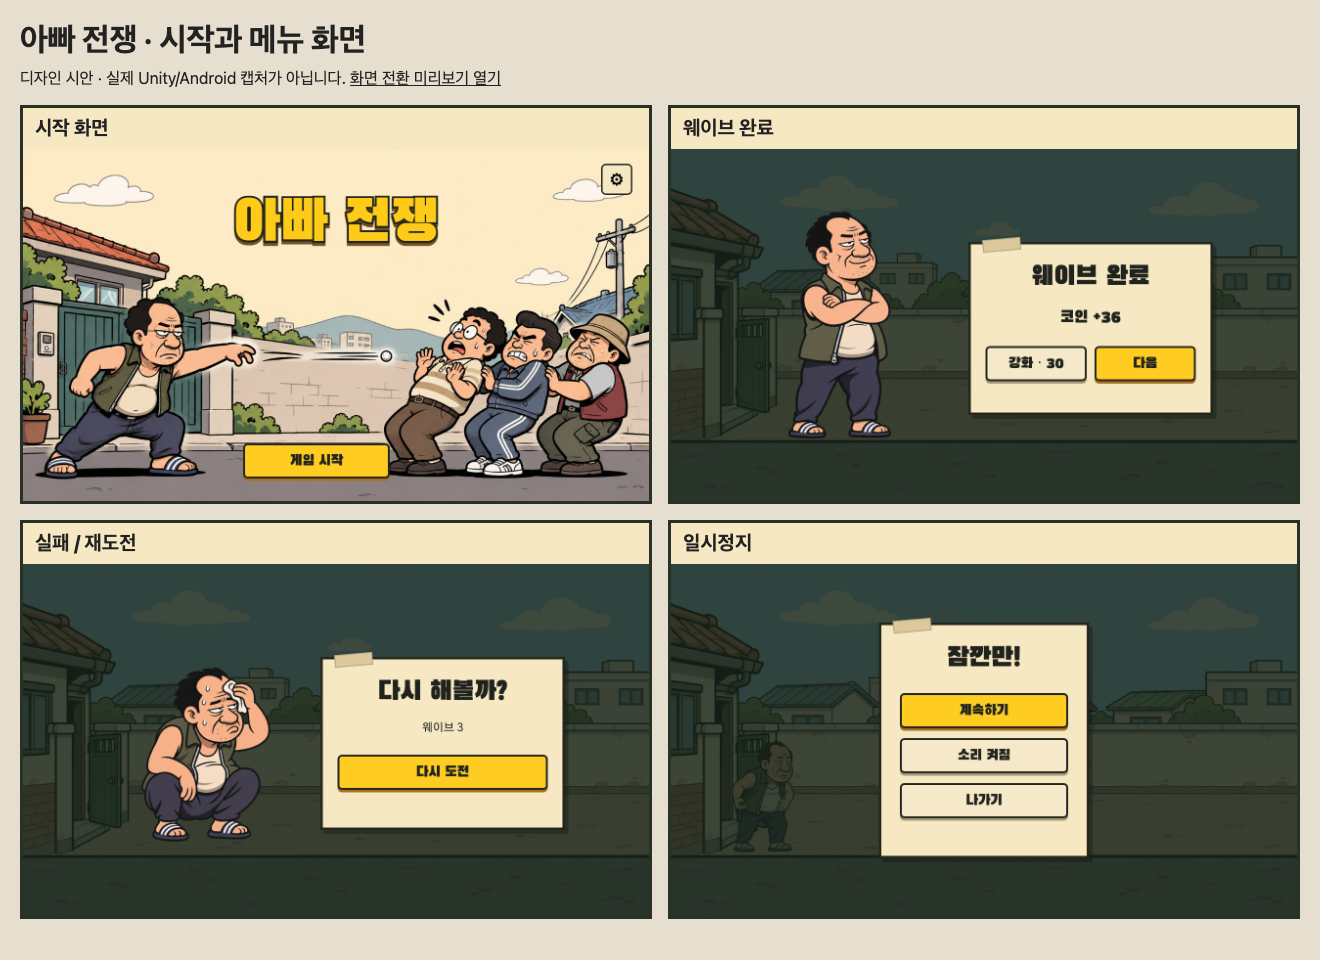 아빠 전쟁 · 시작과 메뉴 화면
디자인 시안 · 실제 Unity/Android 캡처가 아닙니다. 화면 전환 미리보기 열기
시작 화면
아빠 전쟁
게임 시작
웨이브 완료
웨이브 완료
코인 +36
강화 · 30
다음
실패 / 재도전
다시 해볼까?
웨이브 3
다시 도전
일시정지
잠깐만!
계속하기
소리 켜짐
나가기